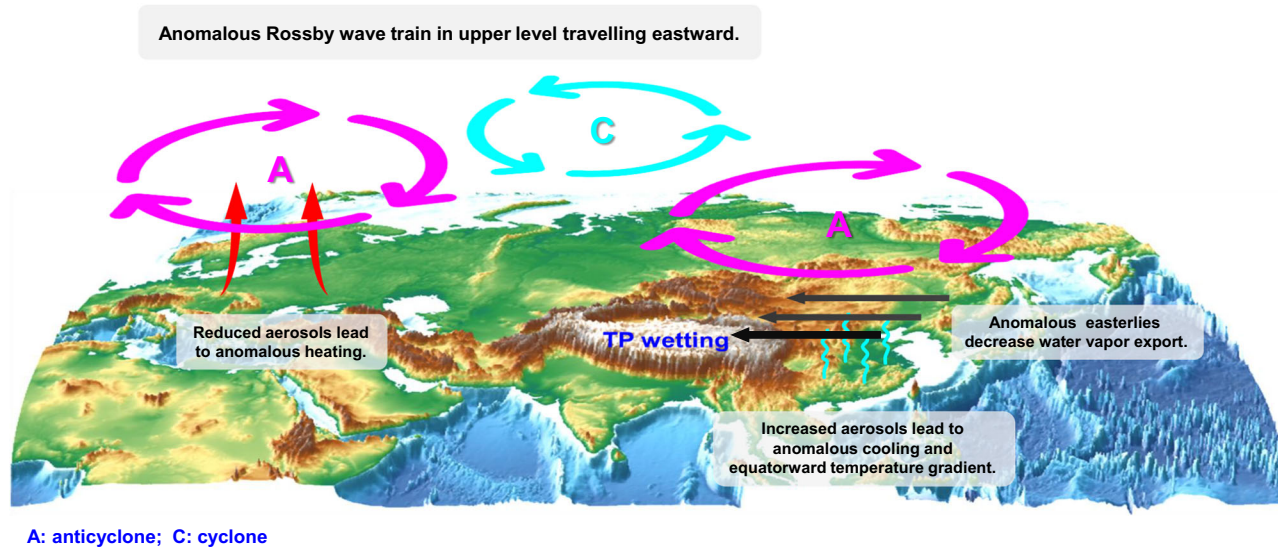 Anomalous Rossby wave train in upper level travelling eastward.
A
C
A
Reduced aerosols lead
to anomalous heating.
TP wetting
Anomalous easterlies
decrease water vapor export.
Increased aerosols lead to
anomalous cooling and
equatorward temperature gradient.
A: anticyclone; C: cyclone